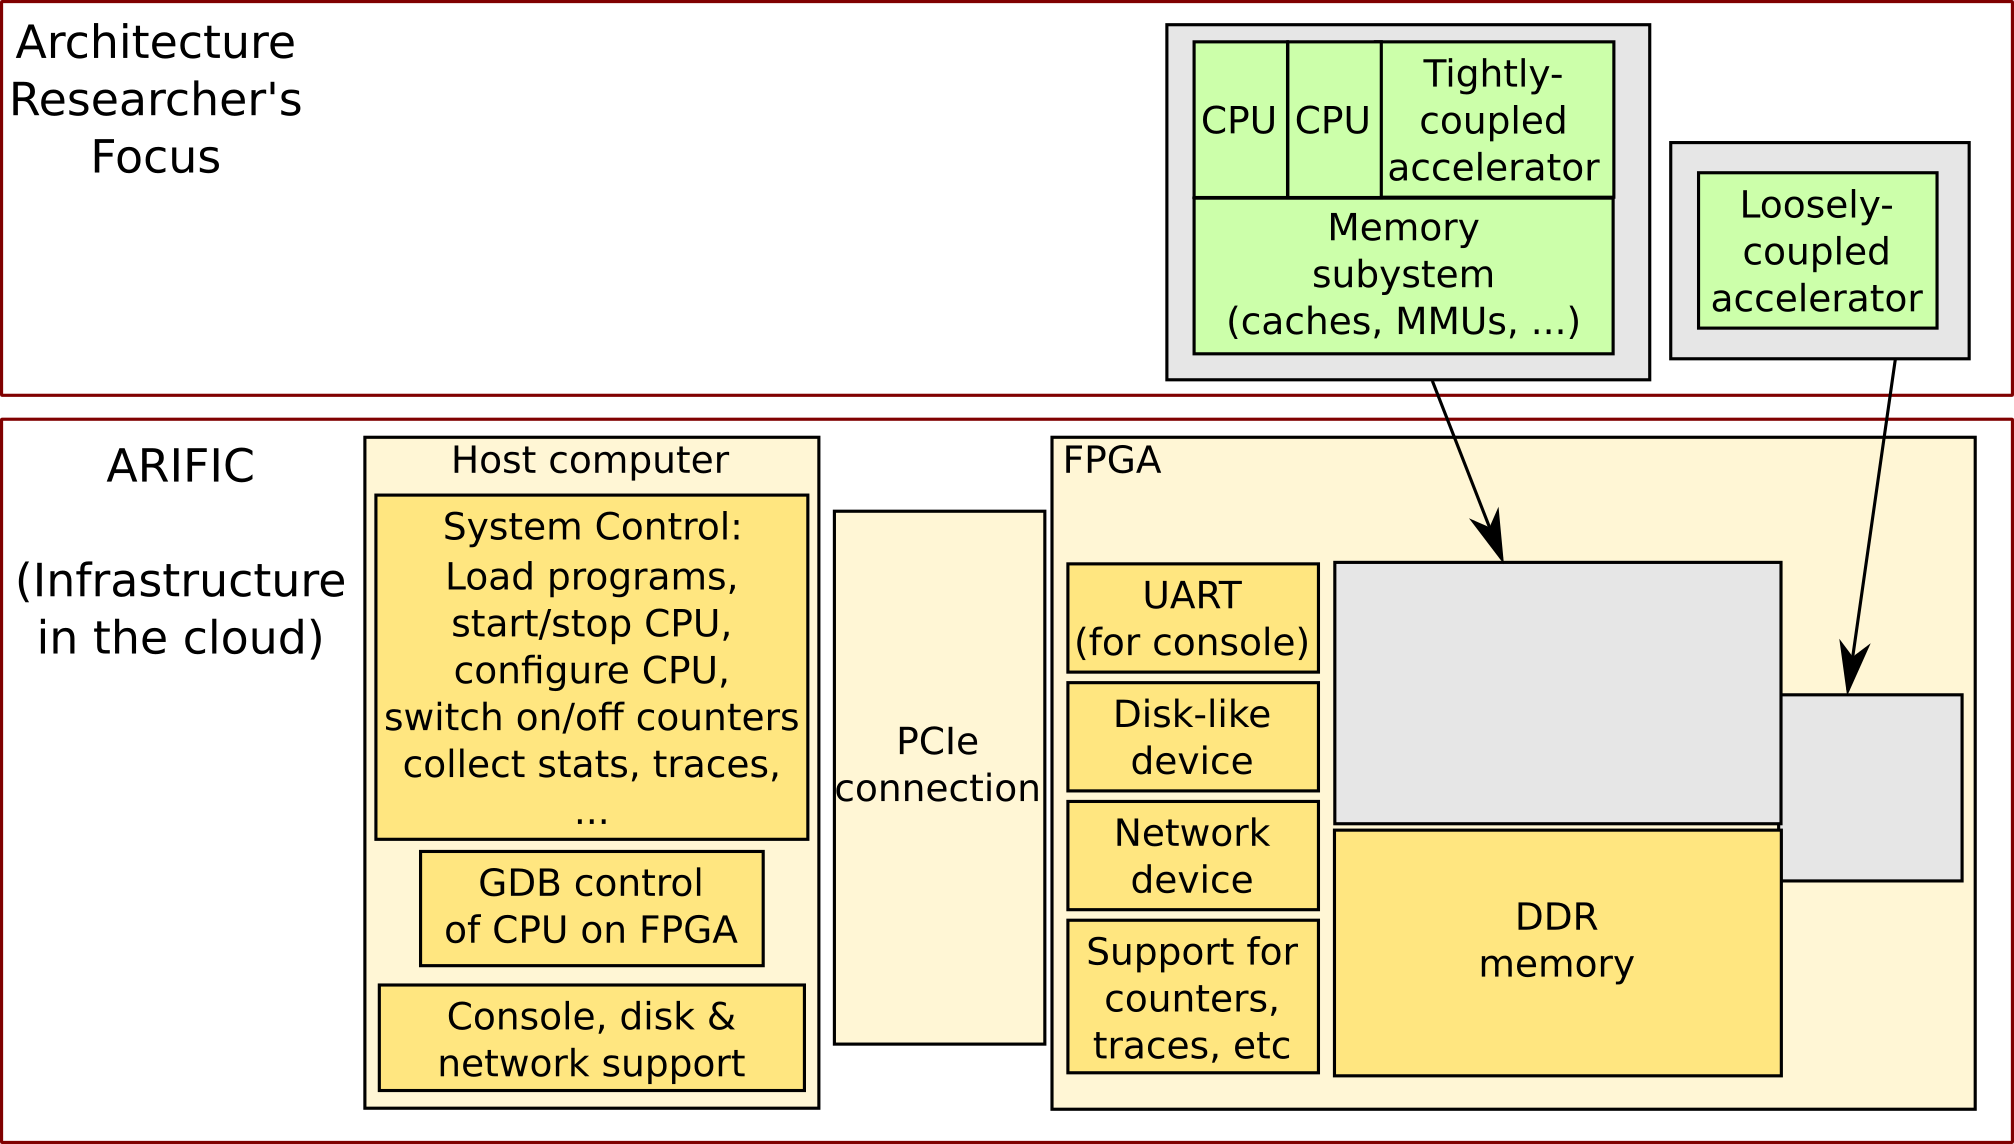 Architecture
Researcher's
Focus
CPU
CPU
Tightly-
coupled
accelerator
Memory
subystem
(caches, MMUs, ...)
Loosely-
coupled
accelerator
ARIFIC
(Infrastructure
in the cloud)
Host computer
System Control:
Load programs,
start/stop CPU,
configure CPU,
switch on/off counters
collect stats, traces,
...
GDB control
of CPU on FPGA
Console, disk &
network support
PCIe
connection
FPGA
UART
(for console)
Disk-like
device
Network
device
Support for
counters,
traces, etc
DDR
memory